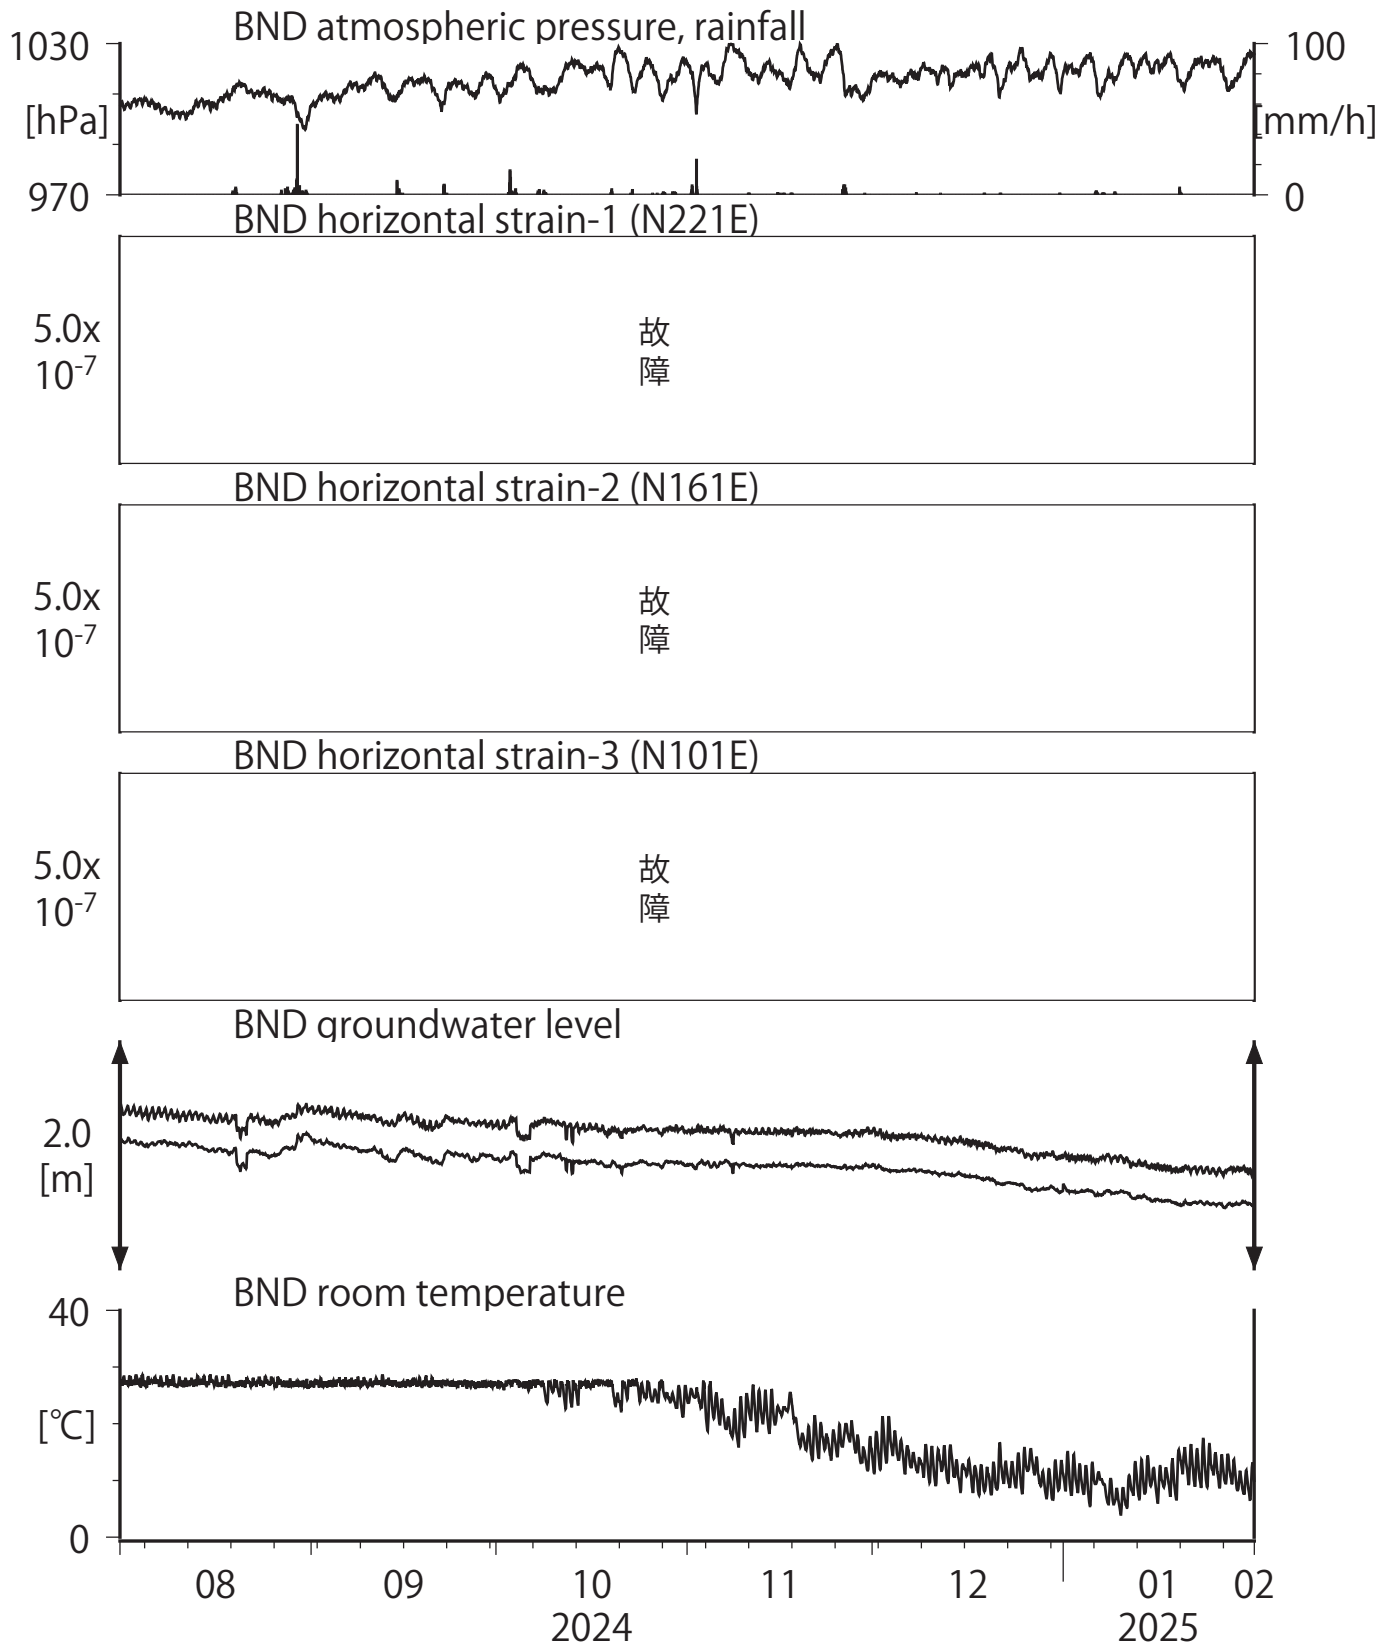 BND atmospheric pressure, rainfall
1030
100
[hPa]
[mm/h]
970
0
BND horizontal strain-1 (N221E)
5.0x
10-7
故
障
BND horizontal strain-2 (N161E)
5.0x
10-7
故
障
BND horizontal strain-3 (N101E)
5.0x
10-7
故
障
BND groundwater level
2.0
[m]
BND room temperature
40
[℃]
0
08 09 10 11 12 01 02
2024 2025